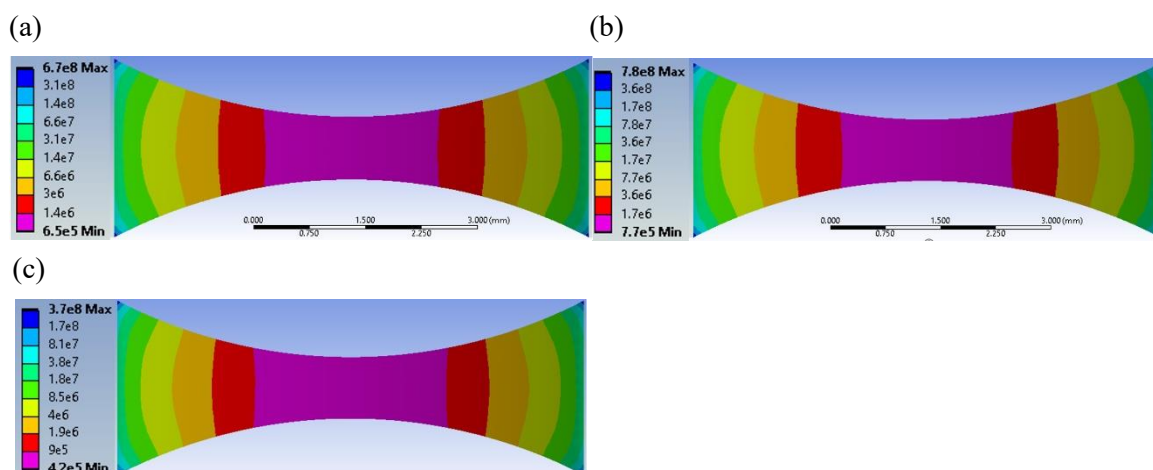 (a)
6.7e8 Max
3.1e8
1.4e8
6.6e7
3.1e7
1.4e7
6.6e6
3e6
1.4e6
6.5e5 Min
0.000
1.500
3.000 (mm)
0.750
2.250
(b)
7.8e8 Max
3.6e8
1.7e8
7.8e7
3.6e7
1.7e7
7.7e6
3.6e6
1.7e6
7.7e5 Min
0.000
1.500
3.000 (mm)
0.750
2.250
(c)
3.7e8 Max
1.7e8
8.1e7
3.8e7
1.8e7
8.5e6
4e6
1.9e6
9e5
4.2e5 Min